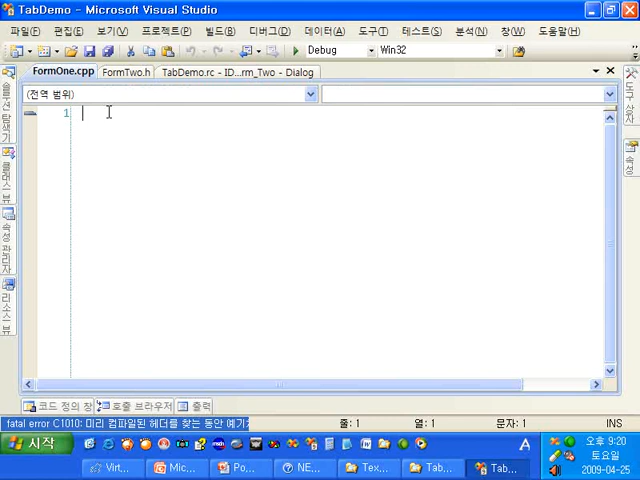 TabDemo - Microsoft Visual Studio
파일(F) 편집(E) 보기(V) 프로젝트(P) 빌드(B) 디버그(D) 데이터(A) 도구(T) 테스트(S) 분석(N) 창(W) 도움말(H)
Debug Win32
FormOne.cpp FormTwo.h TabDemo.rc - ID...rm_Two - Dialog
(전역 범위)
1
솔루션 탐색기
클래스 뷰
속성 관리자
리소스 뷰
도구 상자
속성
코드 정의 창 호출 브라우저 출력
fatal error C1010: 미리 컴파일된 헤더를 찾는 동안 예기치 줄: 1 열: 1 문자: 1 INS
시작 A 오후 9:20
토요일
Virt... Mic... Po... NE... Tex... Tab... Tab... 2009-04-25